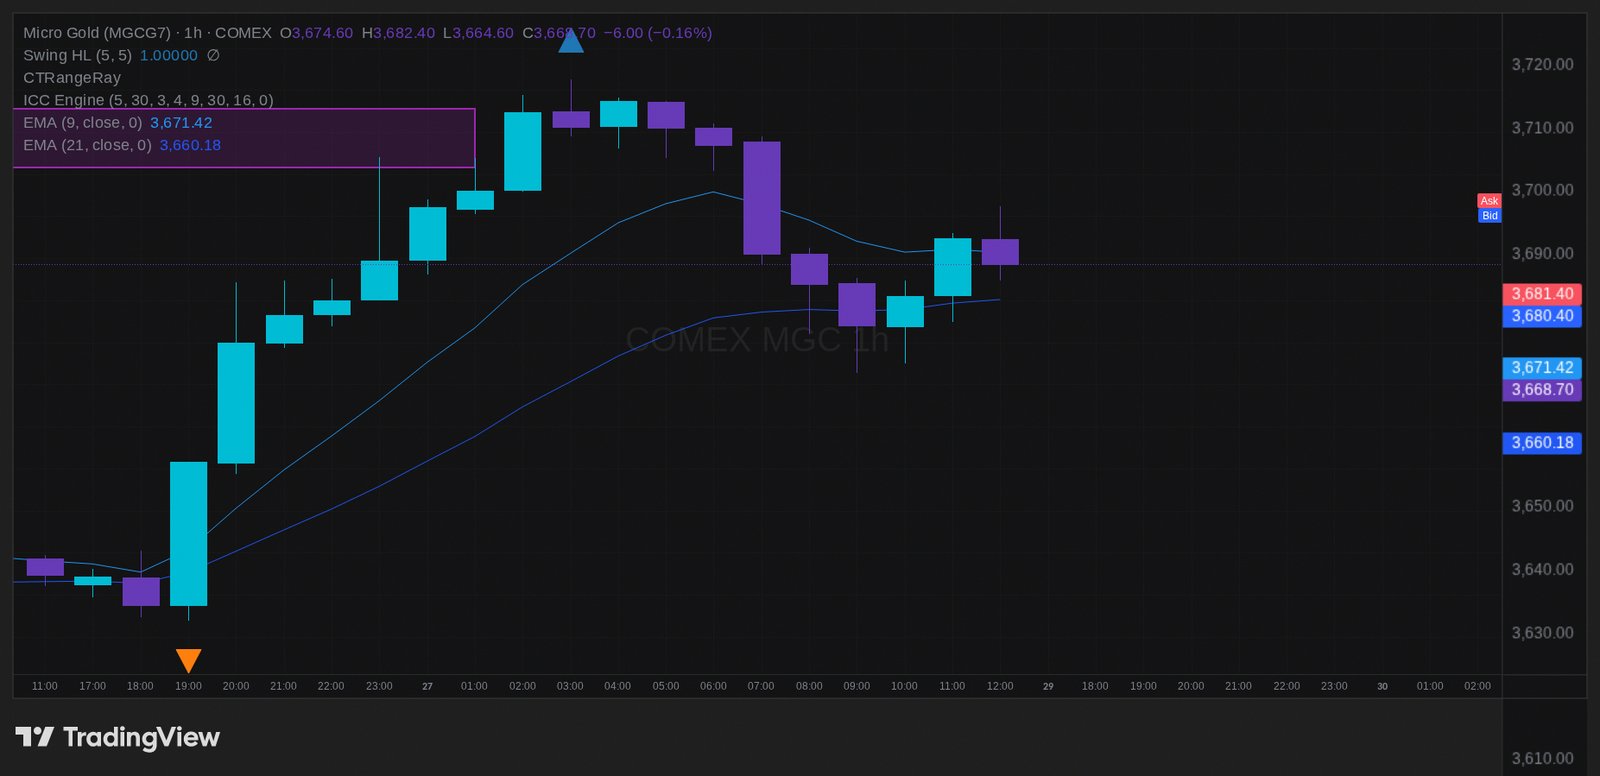 Micro Gold (MGCG7) · 1h · COMEX O3,674.60 H3,682.40 L3,664.60 C3,668.70 −6.00 (−0.16%)
Swing HL (5, 5) 1.00000 ∅
CTRangeRay
ICC Engine (5, 30, 3, 4, 9, 30, 16, 0)
EMA (9, close, 0) 3,671.42
EMA (21, close, 0) 3,660.18
3,720.00
3,710.00
3,700.00
Ask
Bid
3,690.00
3,681.40
3,680.40
COMEX MGC 1h
3,671.42
3,668.70
3,660.18
3,650.00
3,640.00
3,630.00
11:00 17:00 18:00 19:00 20:00 21:00 22:00 23:00 27 01:00 02:00 03:00 04:00 05:00 06:00 07:00 08:00 09:00 10:00 11:00 12:00 29 18:00 19:00 20:00 21:00 22:00 23:00 30 01:00 02:00
TradingView
3,610.00